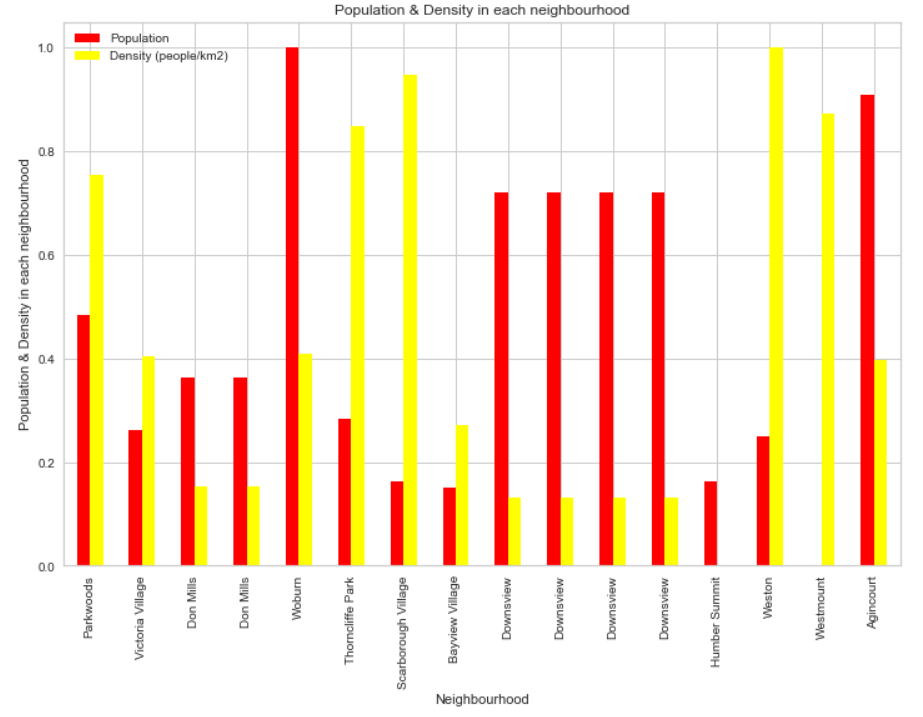 Population & Density in each neighbourhood
Population
Density (people/km2)
Population & Density in each neighbourhood
1.0
0.8
0.6
0.4
0.2
0.0
Parkwoods
Victoria Village
Don Mills
Don Mills
Woburn
Thorncliffe Park
Scarborough Village
Bayview Village
Downsview
Downsview
Downsview
Downsview
Humber Summit
Weston
Westmount
Agincourt
Neighbourhood